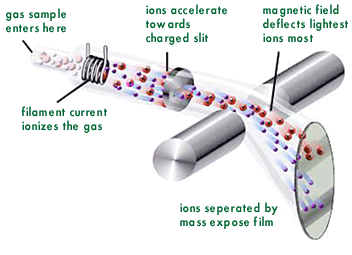 gas sample
enters here
ions accelerate
towards
charged slit
magnetic field
deflects lightest
ions most
filament current
ionizes the gas
ions seperated by
mass expose film